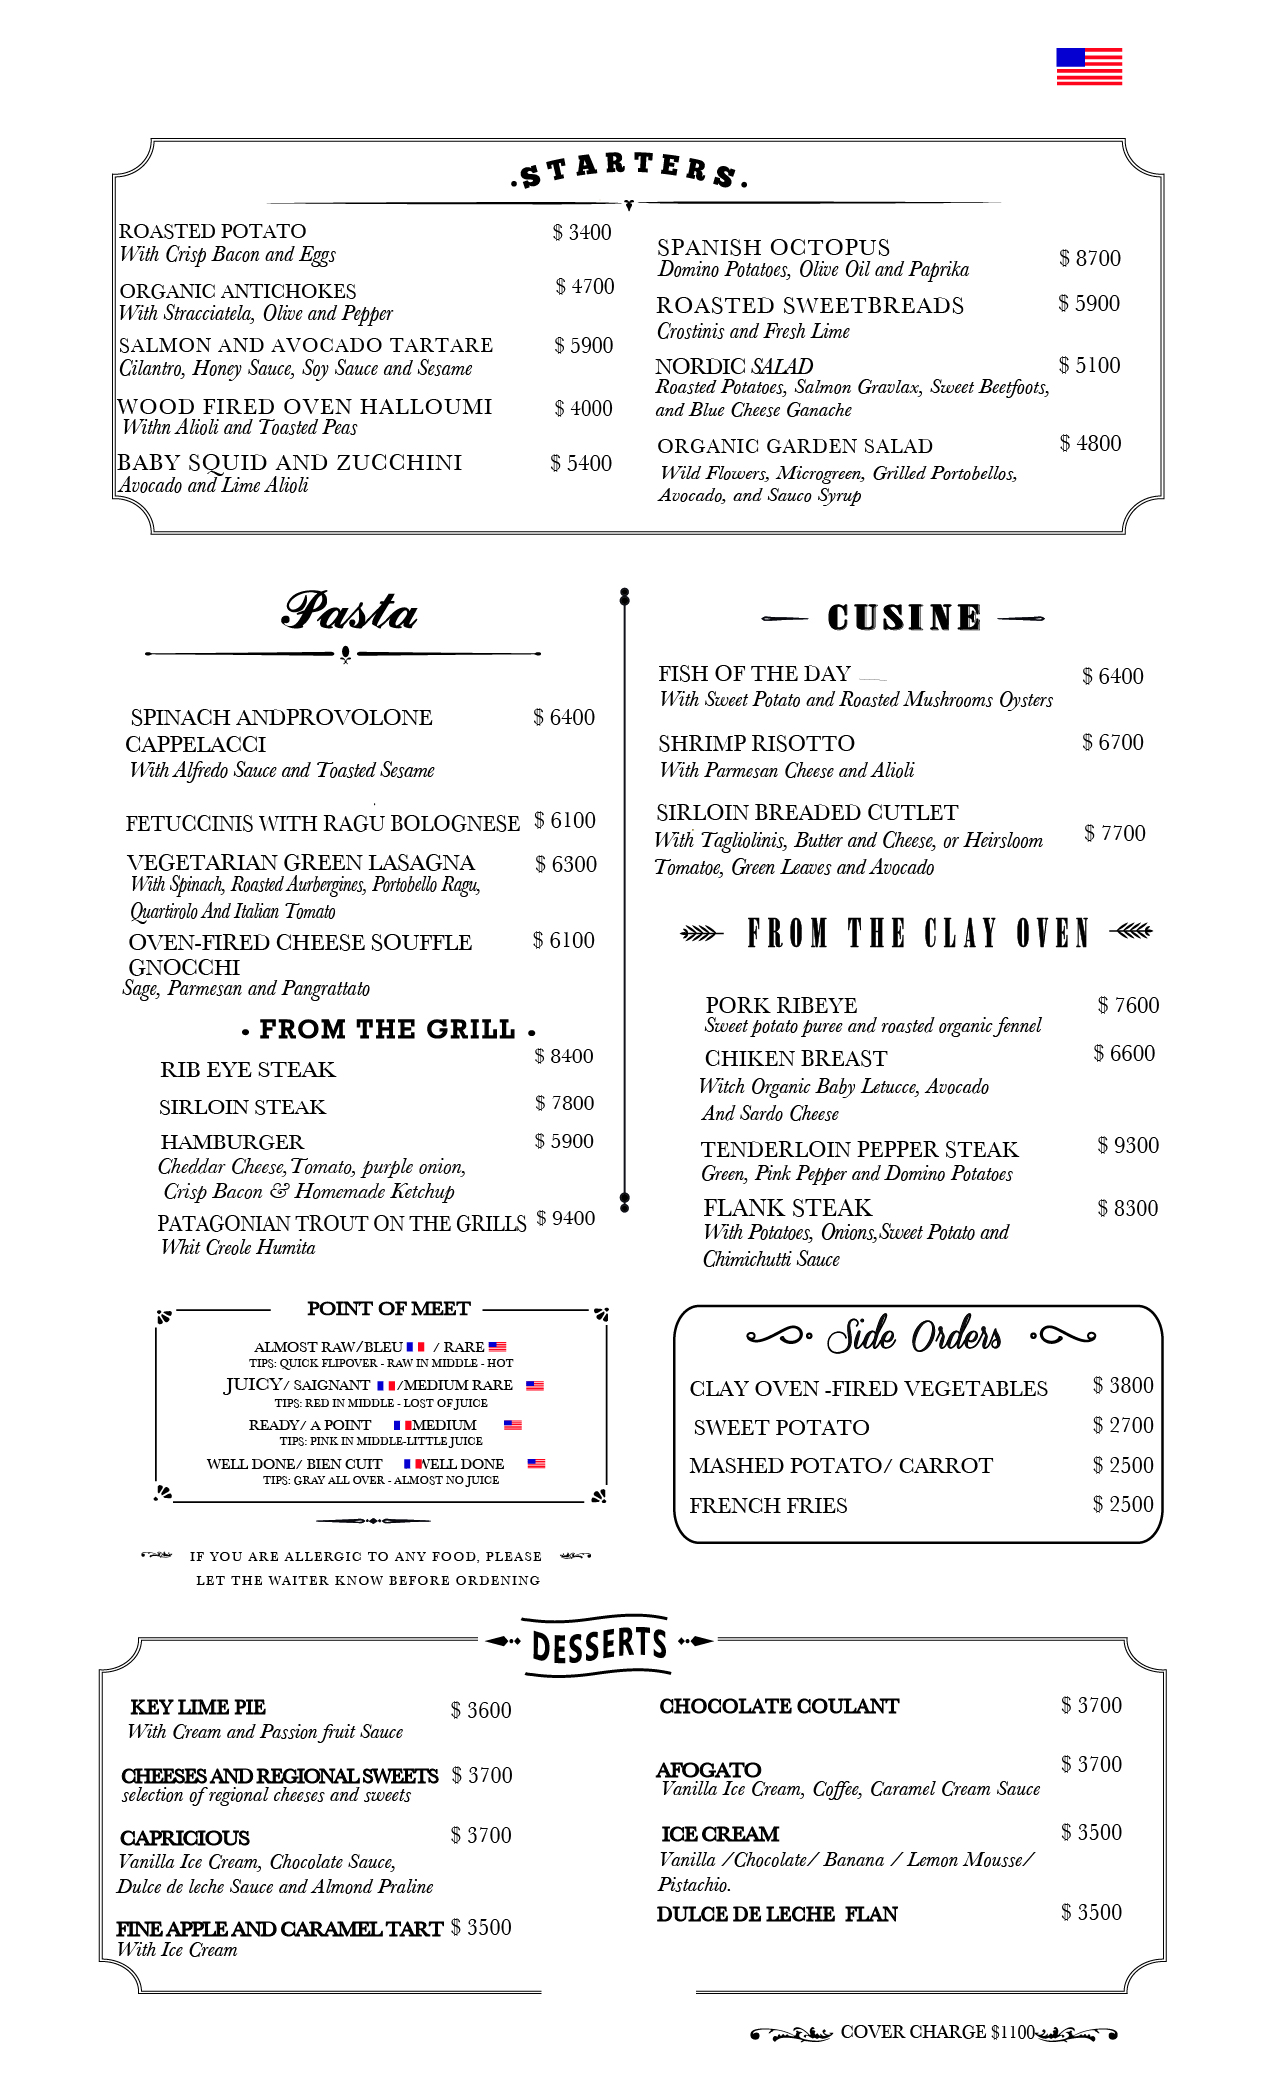 ·STARTERS·
ROASTED POTATO $ 3400
With Crisp Bacon and Eggs
ORGANIC ANTICHOKES $ 4700
With Stracciatela, Olive and Pepper
SALMON AND AVOCADO TARTARE $ 5900
Cilantro, Honey Sauce, Soy Sauce and Sesame
WOOD FIRED OVEN HALLOUMI $ 4000
Withn Alioli and Toasted Peas
BABY SQUID AND ZUCCHINI $ 5400
Avocado and Lime Alioli
SPANISH OCTOPUS $ 8700
Domino Potatoes, Olive Oil and Paprika
ROASTED SWEETBREADS $ 5900
Crostinis and Fresh Lime
NORDIC SALAD $ 5100
Roasted Potatoes, Salmon Gravlax, Sweet Beetfoots,
and Blue Cheese Ganache
ORGANIC GARDEN SALAD $ 4800
Wild Flowers, Microgreen, Grilled Portobellos,
Avocado, and Sauco Syrup
Pasta
SPINACH ANDPROVOLONE $ 6400
CAPPELACCI
With Alfredo Sauce and Toasted Sesame
FETUCCINIS WITH RAGU BOLOGNESE $ 6100
VEGETARIAN GREEN LASAGNA $ 6300
With Spinach, Roasted Aurbergines, Portobello Ragu,
Quartirolo And Italian Tomato
OVEN-FIRED CHEESE SOUFFLE $ 6100
GNOCCHI
Sage, Parmesan and Pangrattato
· FROM THE GRILL ·
RIB EYE STEAK $ 8400
SIRLOIN STEAK $ 7800
HAMBURGER $ 5900
Cheddar Cheese, Tomato, purple onion,
Crisp Bacon & Homemade Ketchup
PATAGONIAN TROUT ON THE GRILLS $ 9400
Whit Creole Humita
CUSINE
FISH OF THE DAY $ 6400
With Sweet Potato and Roasted Mushrooms Oysters
SHRIMP RISOTTO $ 6700
With Parmesan Cheese and Alioli
SIRLOIN BREADED CUTLET
With Tagliolinis, Butter and Cheese, or Heirsloom $ 7700
Tomatoe, Green Leaves and Avocado
FROM THE CLAY OVEN
PORK RIBEYE $ 7600
Sweet potato puree and roasted organic fennel
CHIKEN BREAST $ 6600
Witch Organic Baby Letucce, Avocado
And Sardo Cheese
TENDERLOIN PEPPER STEAK $ 9300
Green, Pink Pepper and Domino Potatoes
FLANK STEAK $ 8300
With Potatoes, Onions,Sweet Potato and
Chimichutti Sauce
POINT OF MEET
ALMOST RAW/BLEU / RARE
TIPS: QUICK FLIPOVER - RAW IN MIDDLE - HOT
JUICY/ SAIGNANT /MEDIUM RARE
TIPS: RED IN MIDDLE - LOST OF JUICE
READY/ A POINT MEDIUM
TIPS: PINK IN MIDDLE-LITTLE JUICE
WELL DONE/ BIEN CUIT WELL DONE
TIPS: GRAY ALL OVER - ALMOST NO JUICE
IF YOU ARE ALLERGIC TO ANY FOOD, PLEASE
LET THE WAITER KNOW BEFORE ORDENING
Side Orders
CLAY OVEN -FIRED VEGETABLES $ 3800
SWEET POTATO $ 2700
MASHED POTATO/ CARROT $ 2500
FRENCH FRIES $ 2500
DESSERTS
KEY LIME PIE $ 3600
With Cream and Passion fruit Sauce
CHEESES AND REGIONAL SWEETS $ 3700
selection of regional cheeses and sweets
CAPRICIOUS $ 3700
Vanilla Ice Cream, Chocolate Sauce,
Dulce de leche Sauce and Almond Praline
FINE APPLE AND CARAMEL TART $ 3500
With Ice Cream
CHOCOLATE COULANT $ 3700
AFOGATO $ 3700
Vanilla Ice Cream, Coffee, Caramel Cream Sauce
ICE CREAM $ 3500
Vanilla /Chocolate/ Banana / Lemon Mousse/
Pistachio.
DULCE DE LECHE FLAN $ 3500
COVER CHARGE $1100